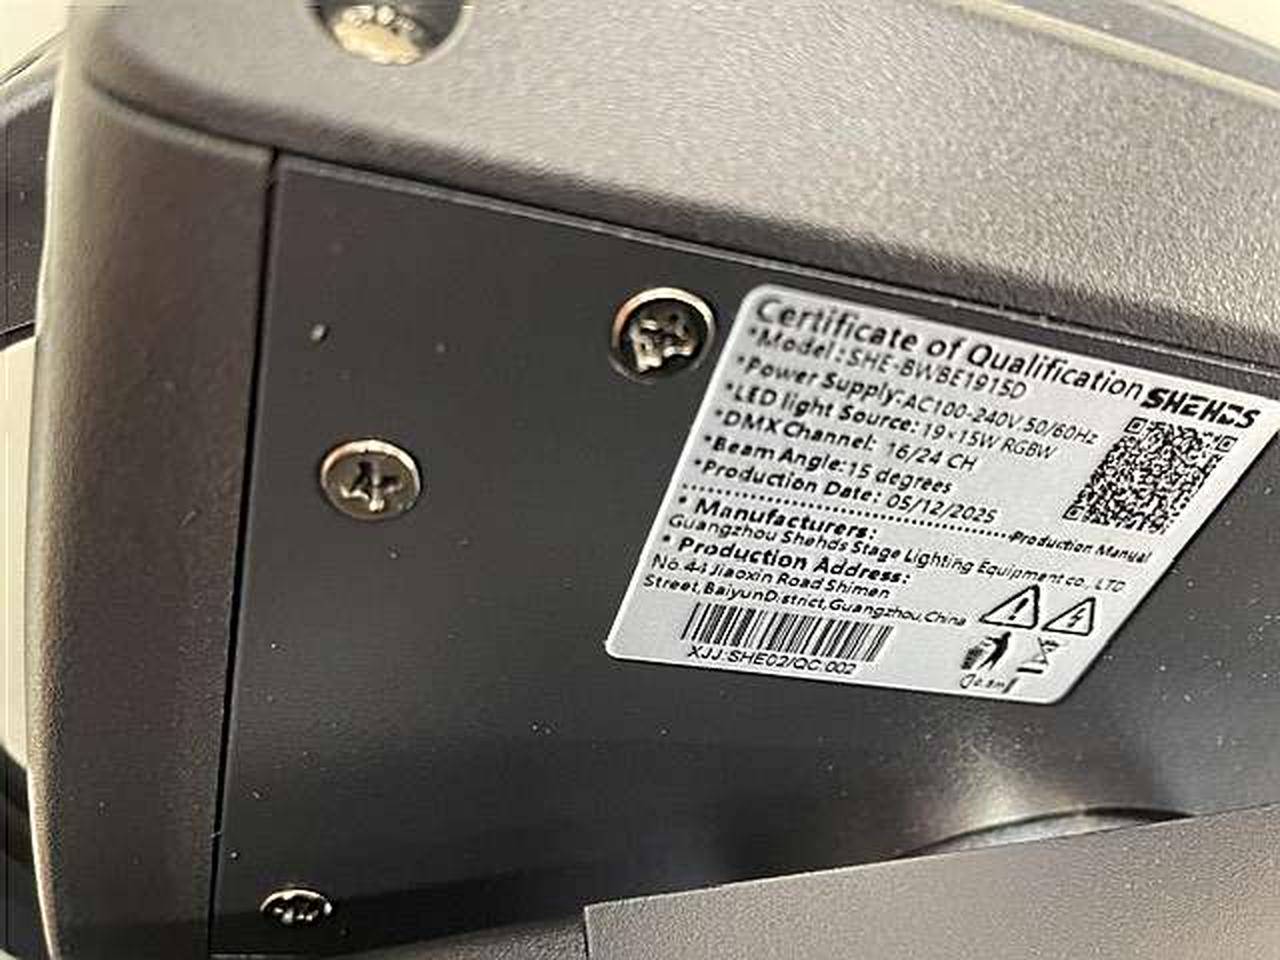 Certificate of Qualification
SHEHDS
*Model:SHE-BWBE1915D
*Power Supply:AC100-240V 50/60Hz
*LED light Source:19×15W RGBW
*DMX Channel: 16/24 CH
*Beam Angle:15 degrees
*Production Date: 05/12/2025
Production Manual
* Manufacturers:
Guangzhou Shehds Stage Lighting Equipment co., LTD
* Production Address:
No.44 Jiaoxin Road Shimen
Street,BaiyunDistrict,Guangzhou,China
XJJ:SHE02/QC:002